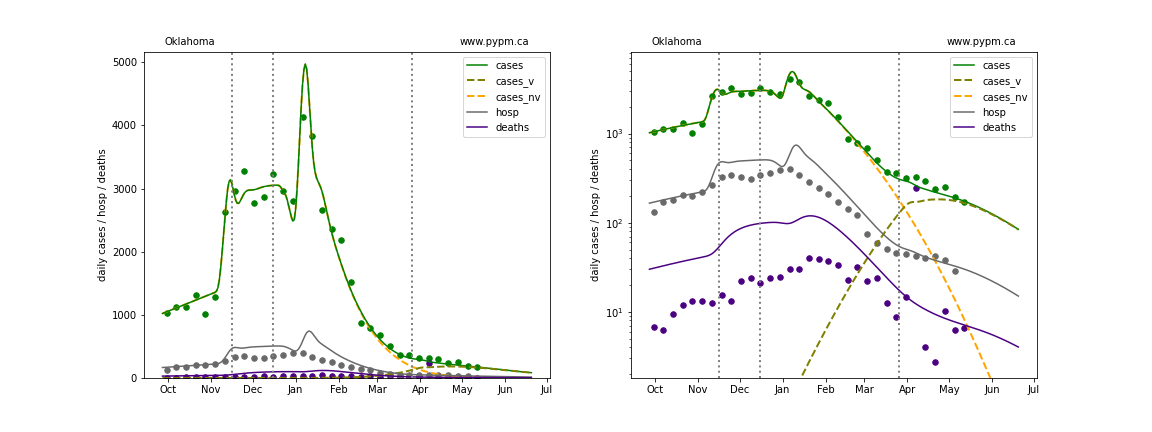 Oklahoma
www.pypm.ca
daily cases / hosp / deaths
5000
4000
3000
2000
1000
0
cases
cases_v
cases_nv
hosp
deaths
Oct
Nov
Dec
Jan
Feb
Mar
Apr
May
Jun
Jul
Oklahoma
www.pypm.ca
daily cases / hosp / deaths
10³
10²
10¹
cases
cases_v
cases_nv
hosp
deaths
Oct
Nov
Dec
Jan
Feb
Mar
Apr
May
Jun
Jul